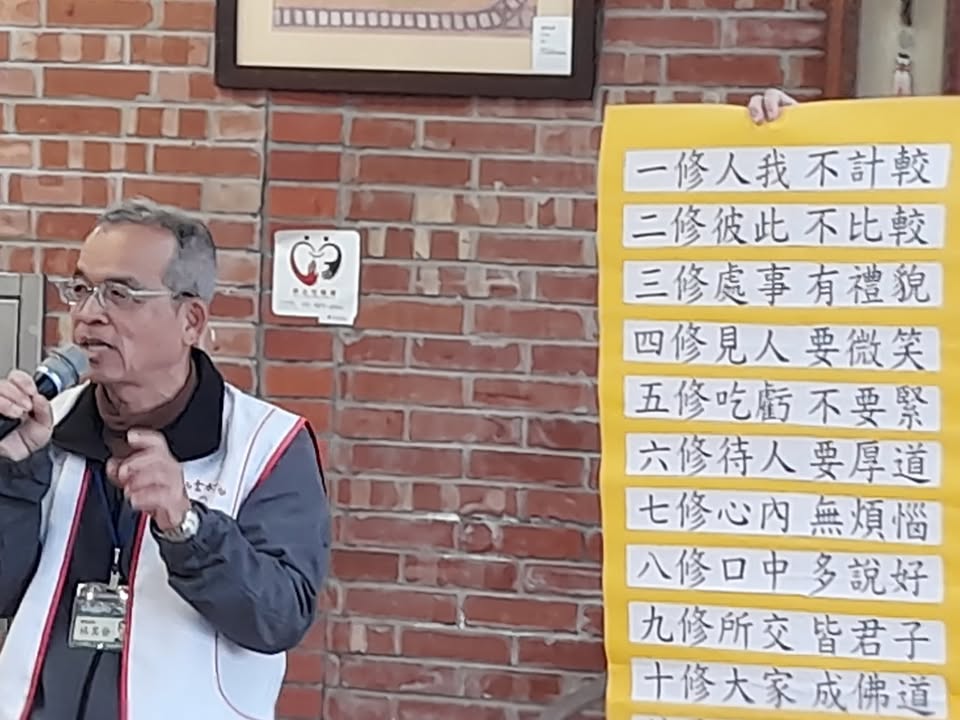 一修人我 不計較
二修彼此 不比較
三修處事 有禮貌
四修見人 要微笑
五修吃虧 不要緊
六修待人 要厚道
七修心內 無煩惱
八修口中 多說好
九修所交 皆君子
十修大家 成佛道